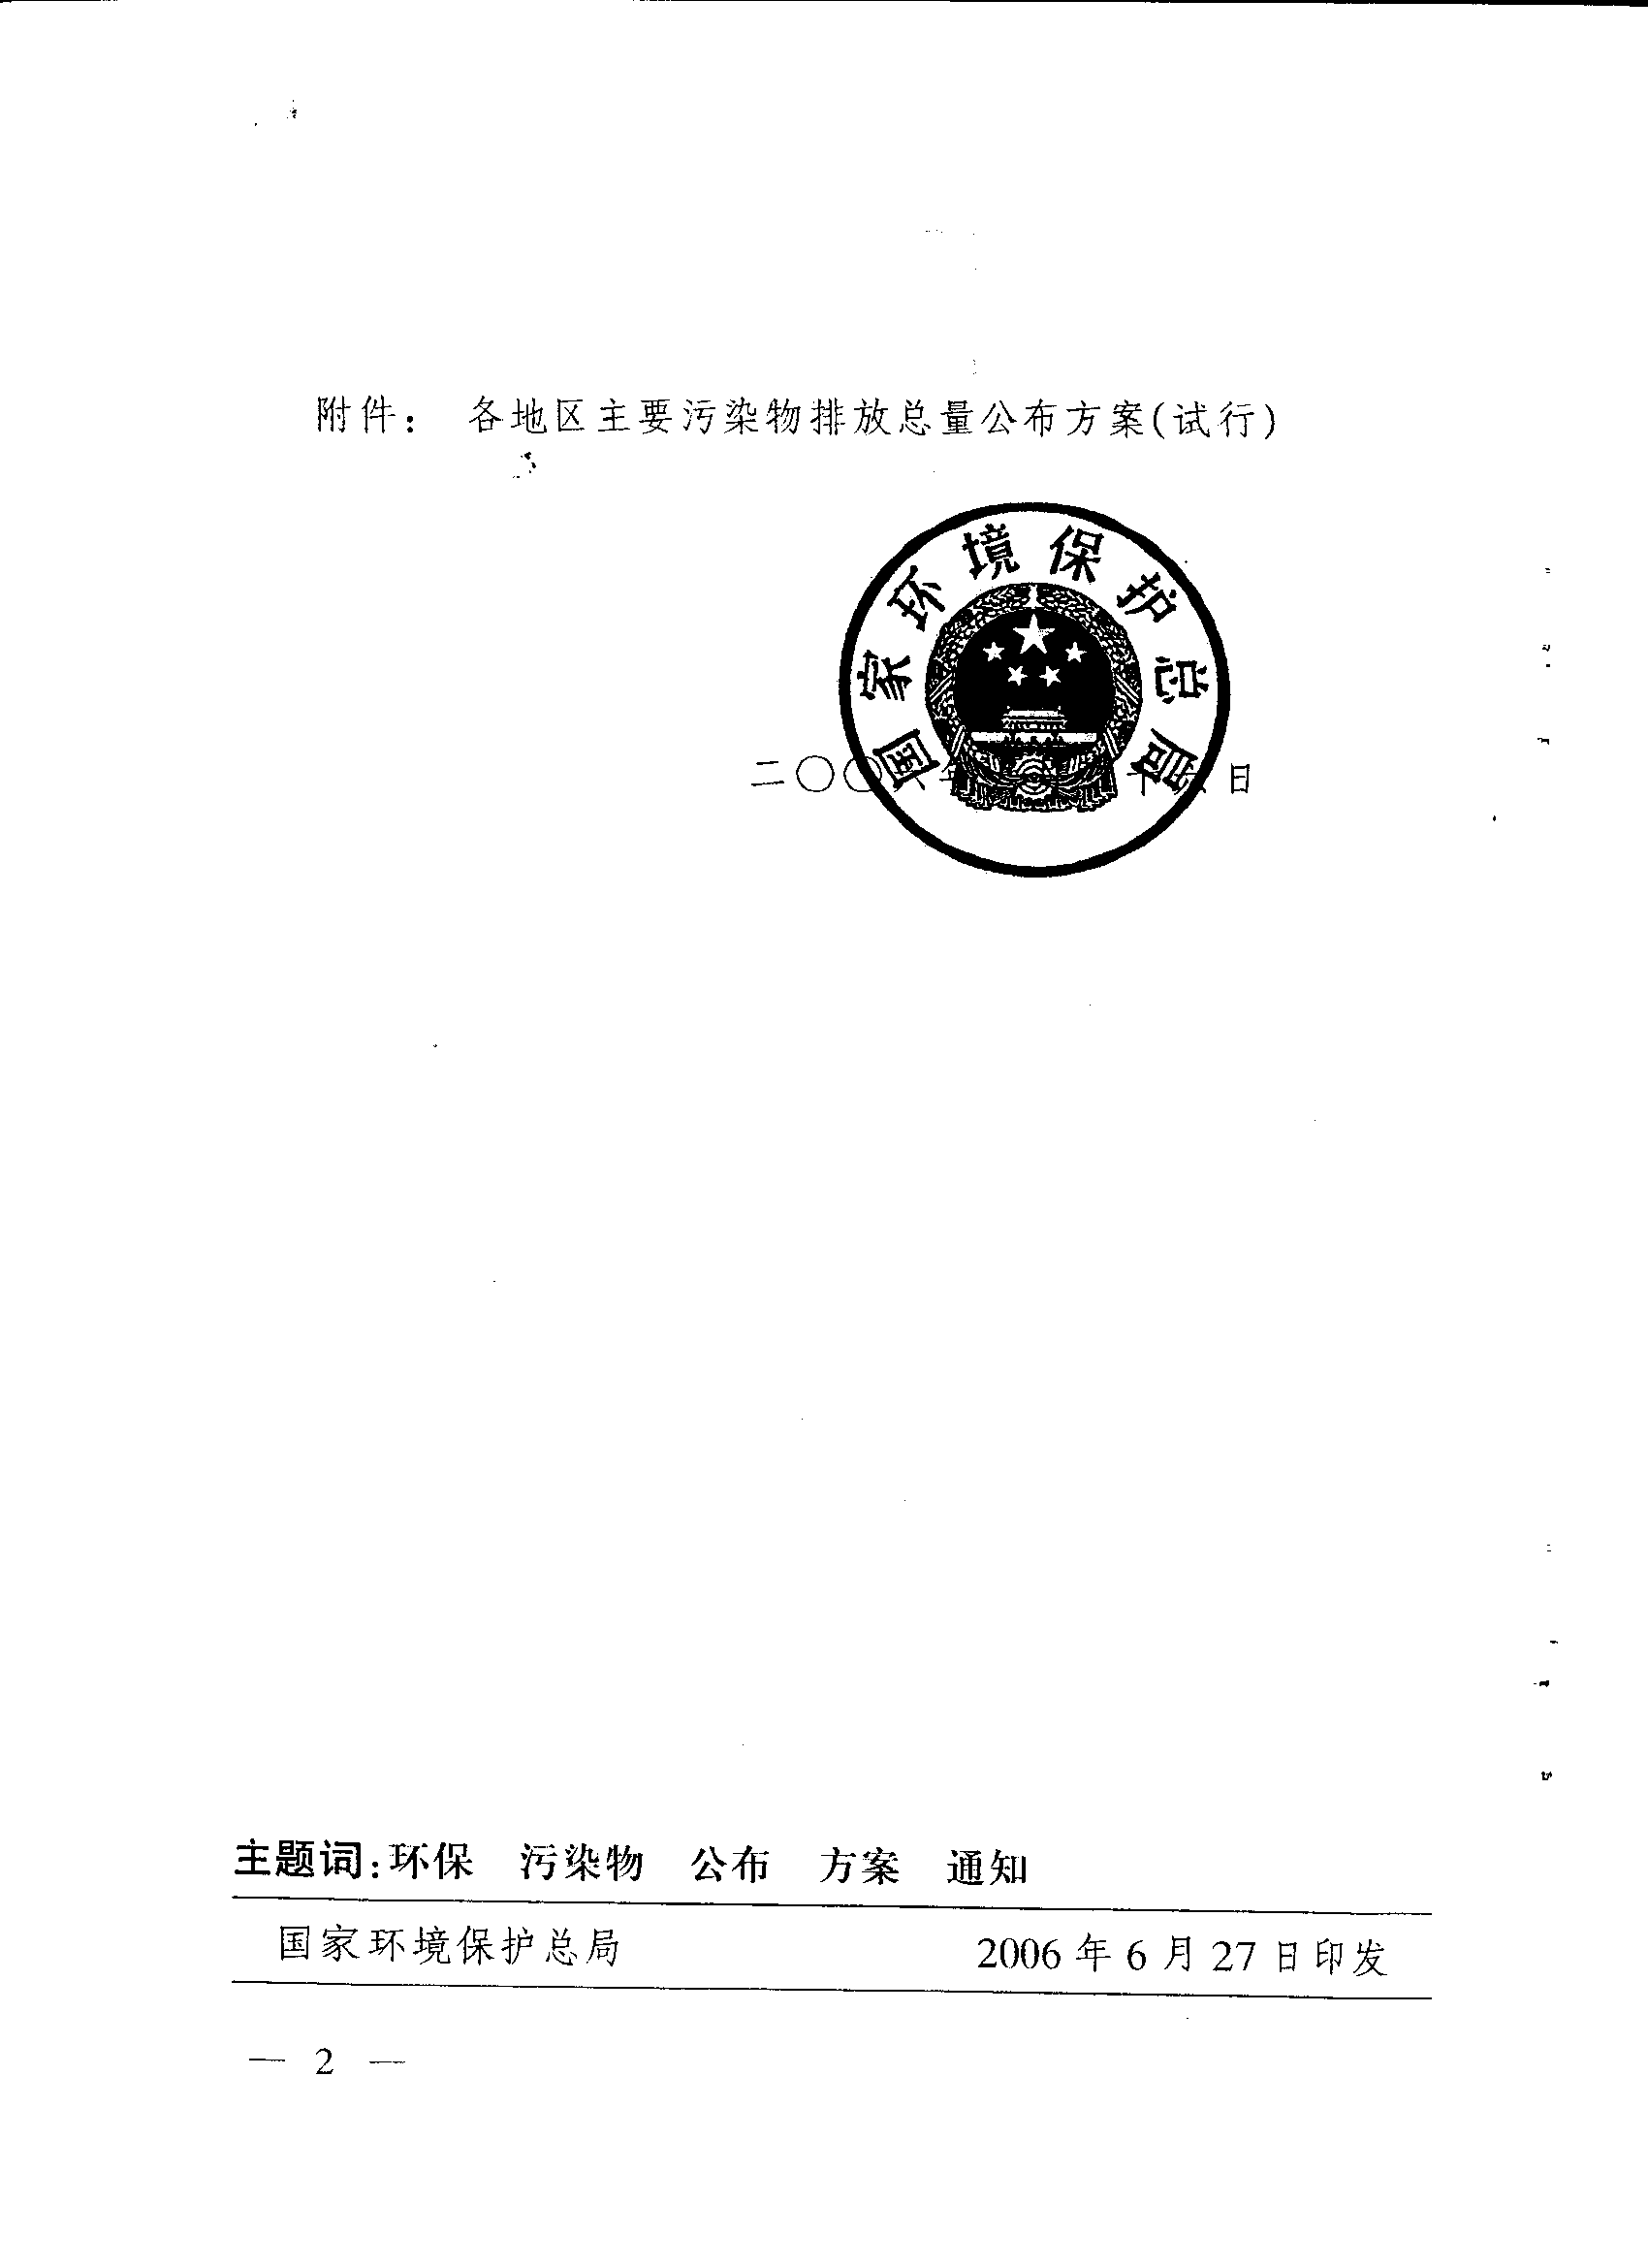 附件： 各地区主要污染物排放总量公布方案(试行)
国家环境保护总局
二〇〇 年 日
主题词:环保 污染物 公布 方案 通知
国家环境保护总局 2006年6月27日印发
— 2 —